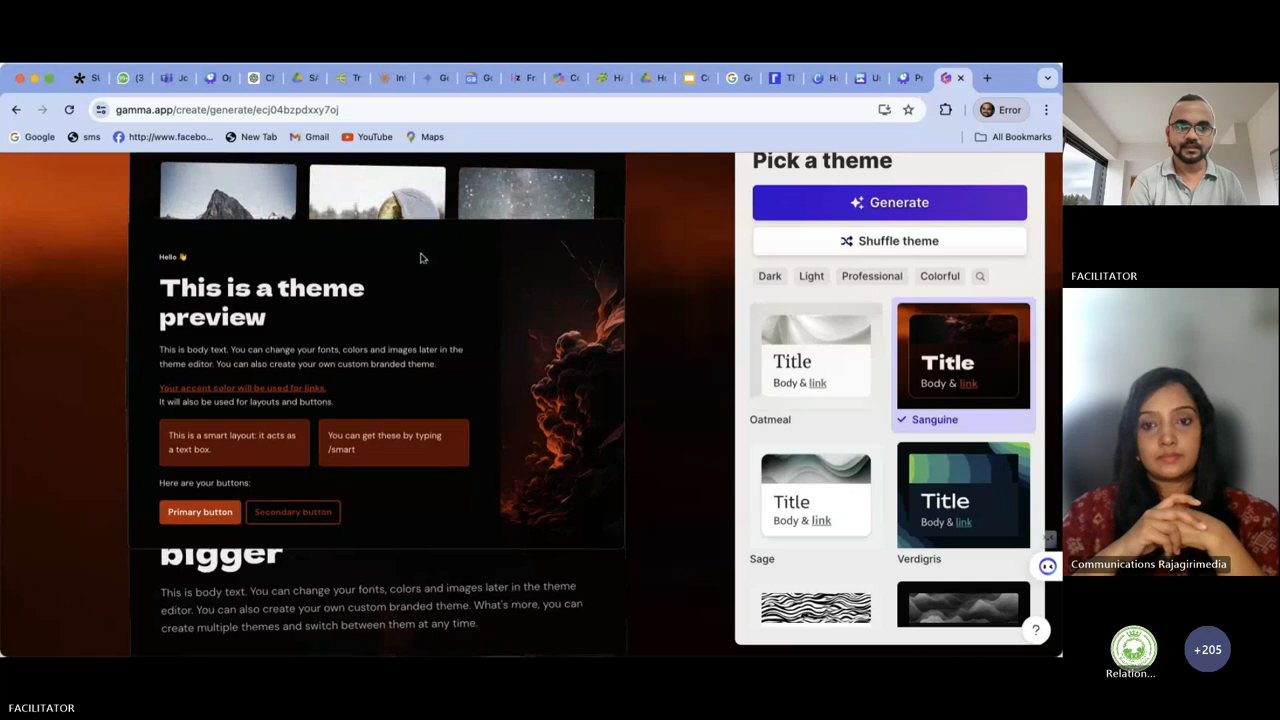 SU
(3
Jo
O
Cl
SA
Tr
In
G
G
Fr
C
H
H
C
G
T
H
U
P
gamma.app/create/generate/ecj04bzpdxxy7oj
Error
Google
sms
http://www.facebo...
New Tab
Gmail
YouTube
Maps
All Bookmarks
Hello 👋
This is a theme
preview
This is body text. You can change your fonts, colors and images later in the
theme editor. You can also create your own custom branded theme.
Your accent color will be used for links.
It will also be used for layouts and buttons.
This is a smart layout: it acts as
a text box.
You can get these by typing
/smart
Here are your buttons:
Primary button
Secondary button
bigger
This is body text. You can change your fonts, colors and images later in the theme
editor. You can also create your own custom branded theme. What's more, you can
create multiple themes and switch between them at any time.
Pick a theme
Generate
Shuffle theme
Dark
Light
Professional
Colorful
Title
Body & link
Oatmeal
Title
Body & link
Sanguine
Title
Body & link
Sage
Title
Body & link
Verdigris
?
FACILITATOR
Communications Rajagirimedia
Relation...
+205
FACILITATOR